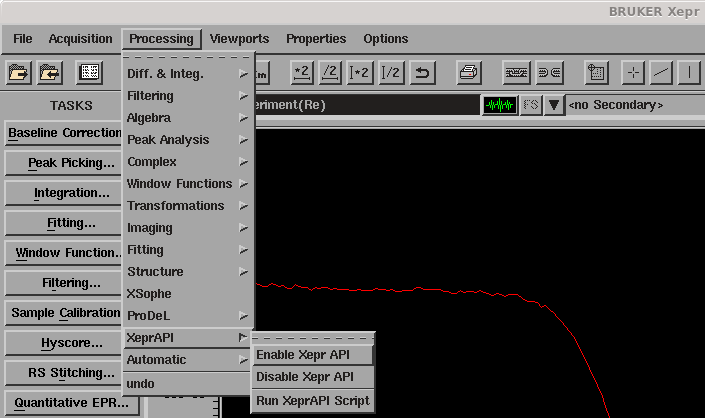 BRUKER Xepr
File Acquisition Processing Viewports Properties Options
*2 /2 *2 /2
TASKS
Baseline Correction
Peak Picking...
Integration...
Fitting...
Window Function..
Filtering...
Sample Calibration
Hyscore...
RS Stitching...
Quantitative EPR...
Diff. & Integ.
Filtering
Algebra
Peak Analysis
Complex
Window Functions
Transformations
Imaging
Fitting
Structure
XSophe
ProDeL
XeprAPI
Automatic
undo
Enable Xepr API
Disable Xepr API
Run XeprAPI Script
eriment(Re) FS <no Secondary>